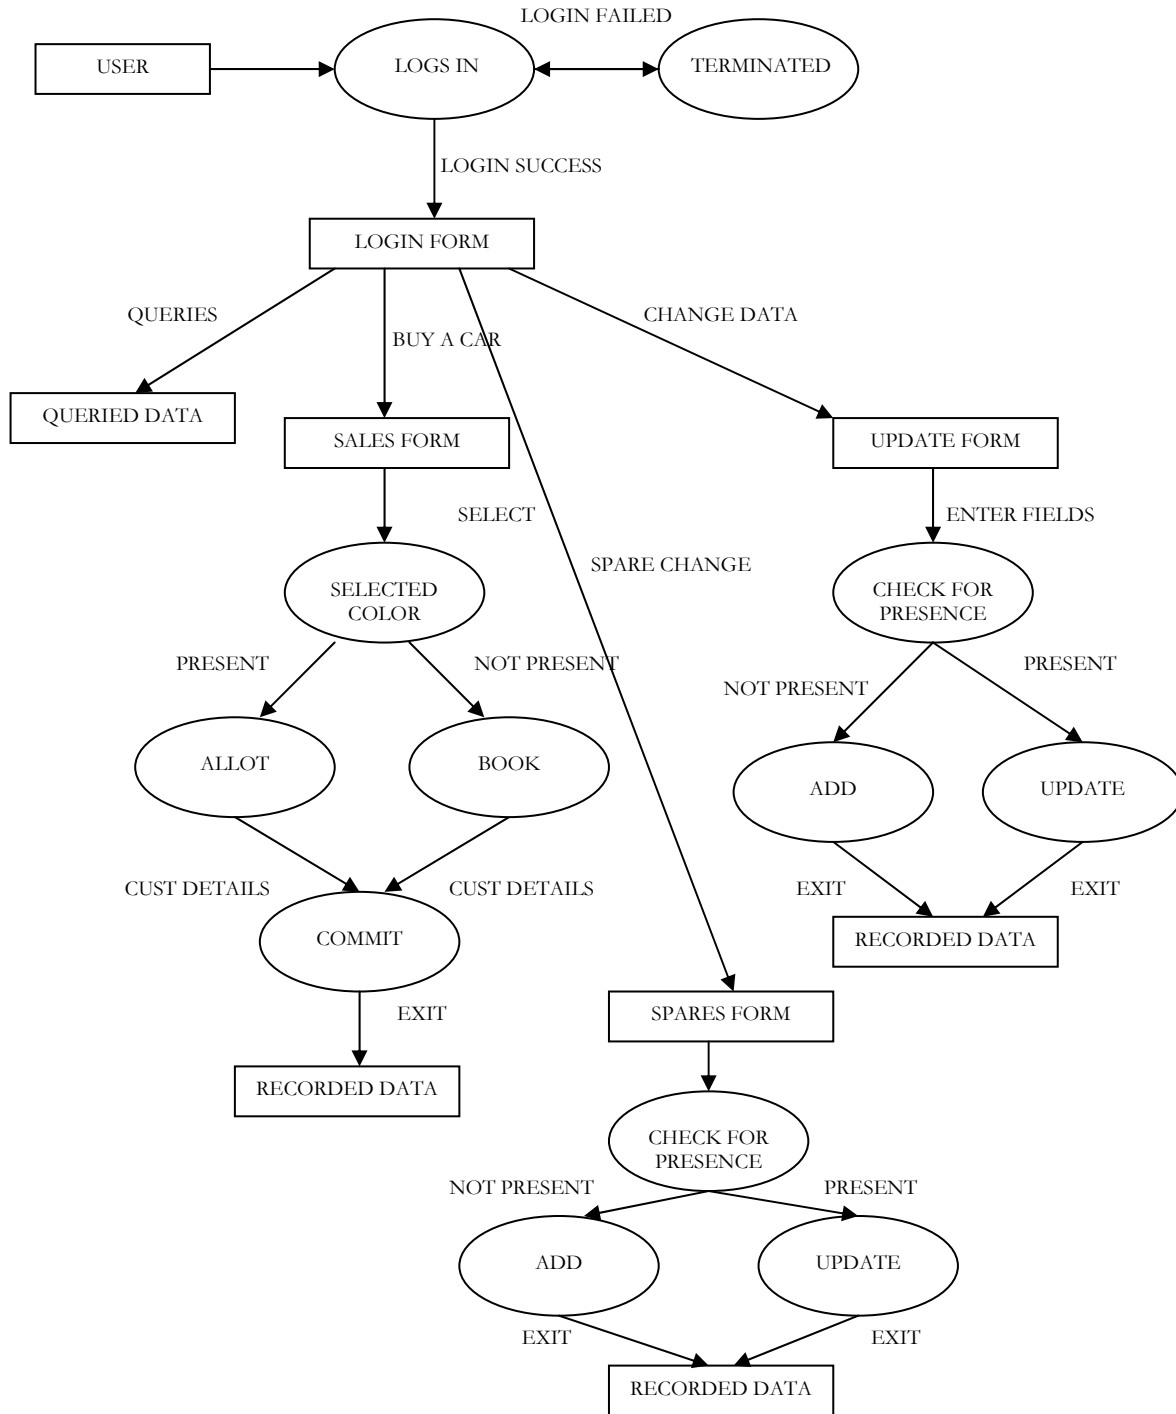 LOGIN FAILED
USER
LOGS IN
TERMINATED
LOGIN SUCCESS
LOGIN FORM
QUERIES
BUY A CAR
CHANGE DATA
QUERIED DATA
SALES FORM
UPDATE FORM
SELECT
ENTER FIELDS
SPARE CHANGE
SELECTED
COLOR
CHECK FOR
PRESENCE
PRESENT
NOT PRESENT
NOT PRESENT
PRESENT
ALLOT
BOOK
ADD
UPDATE
CUST DETAILS
CUST DETAILS
EXIT
EXIT
COMMIT
RECORDED DATA
EXIT
SPARES FORM
RECORDED DATA
CHECK FOR
PRESENCE
NOT PRESENT
PRESENT
ADD
UPDATE
EXIT
EXIT
RECORDED DATA